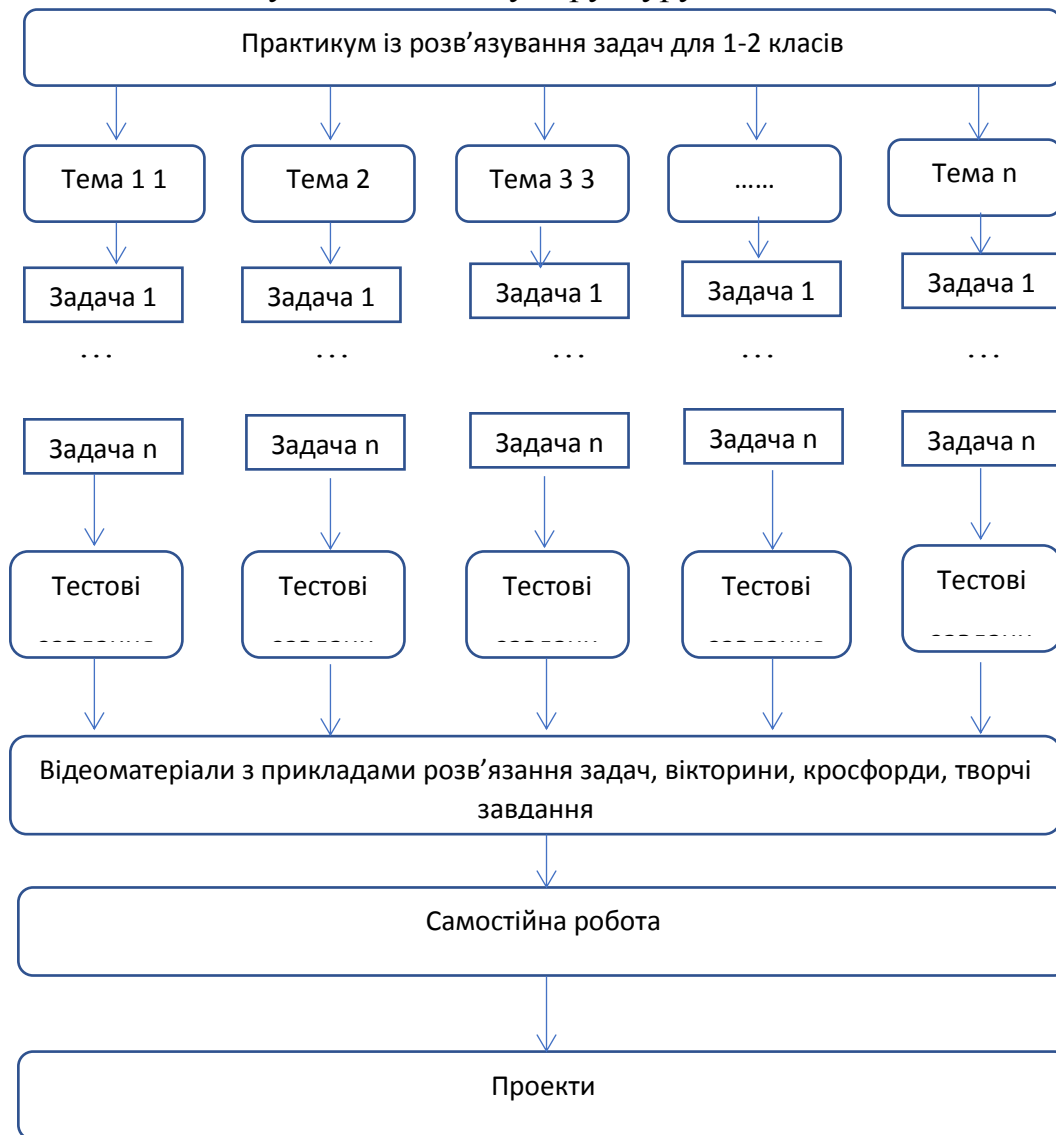 Практикум із розв’язування задач для 1-2 класів
Тема 1 1
Тема 2
Тема 3 3
……
Тема n
Задача 1
Задача 1
Задача 1
Задача 1
Задача 1
...
...
...
...
...
Задача n
Задача n
Задача n
Задача n
Задача n
Тестові
Тестові
Тестові
Тестові
Тестові
Відеоматеріали з прикладами розв’язання задач, вікторини, кросфорди, творчі
завдання
Самостійна робота
Проекти